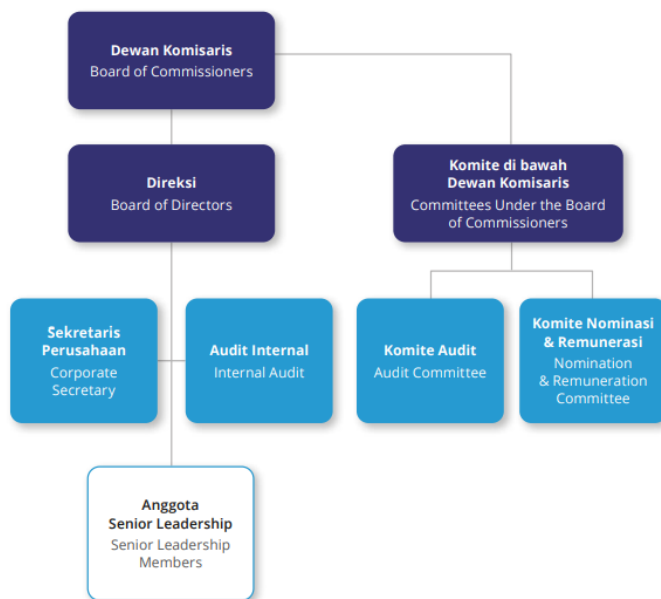 Dewan Komisaris
Board of Commissioners
Direksi
Board of Directors
Komite di bawah
Dewan Komisaris
Committees Under the Board
of Commissioners
Sekretaris
Perusahaan
Corporate
Secretary
Audit Internal
Internal Audit
Komite Audit
Audit Committee
Komite Nominasi
& Remunerasi
Nomination
& Remuneration
Committee
Anggota
Senior Leadership
Senior Leadership
Members